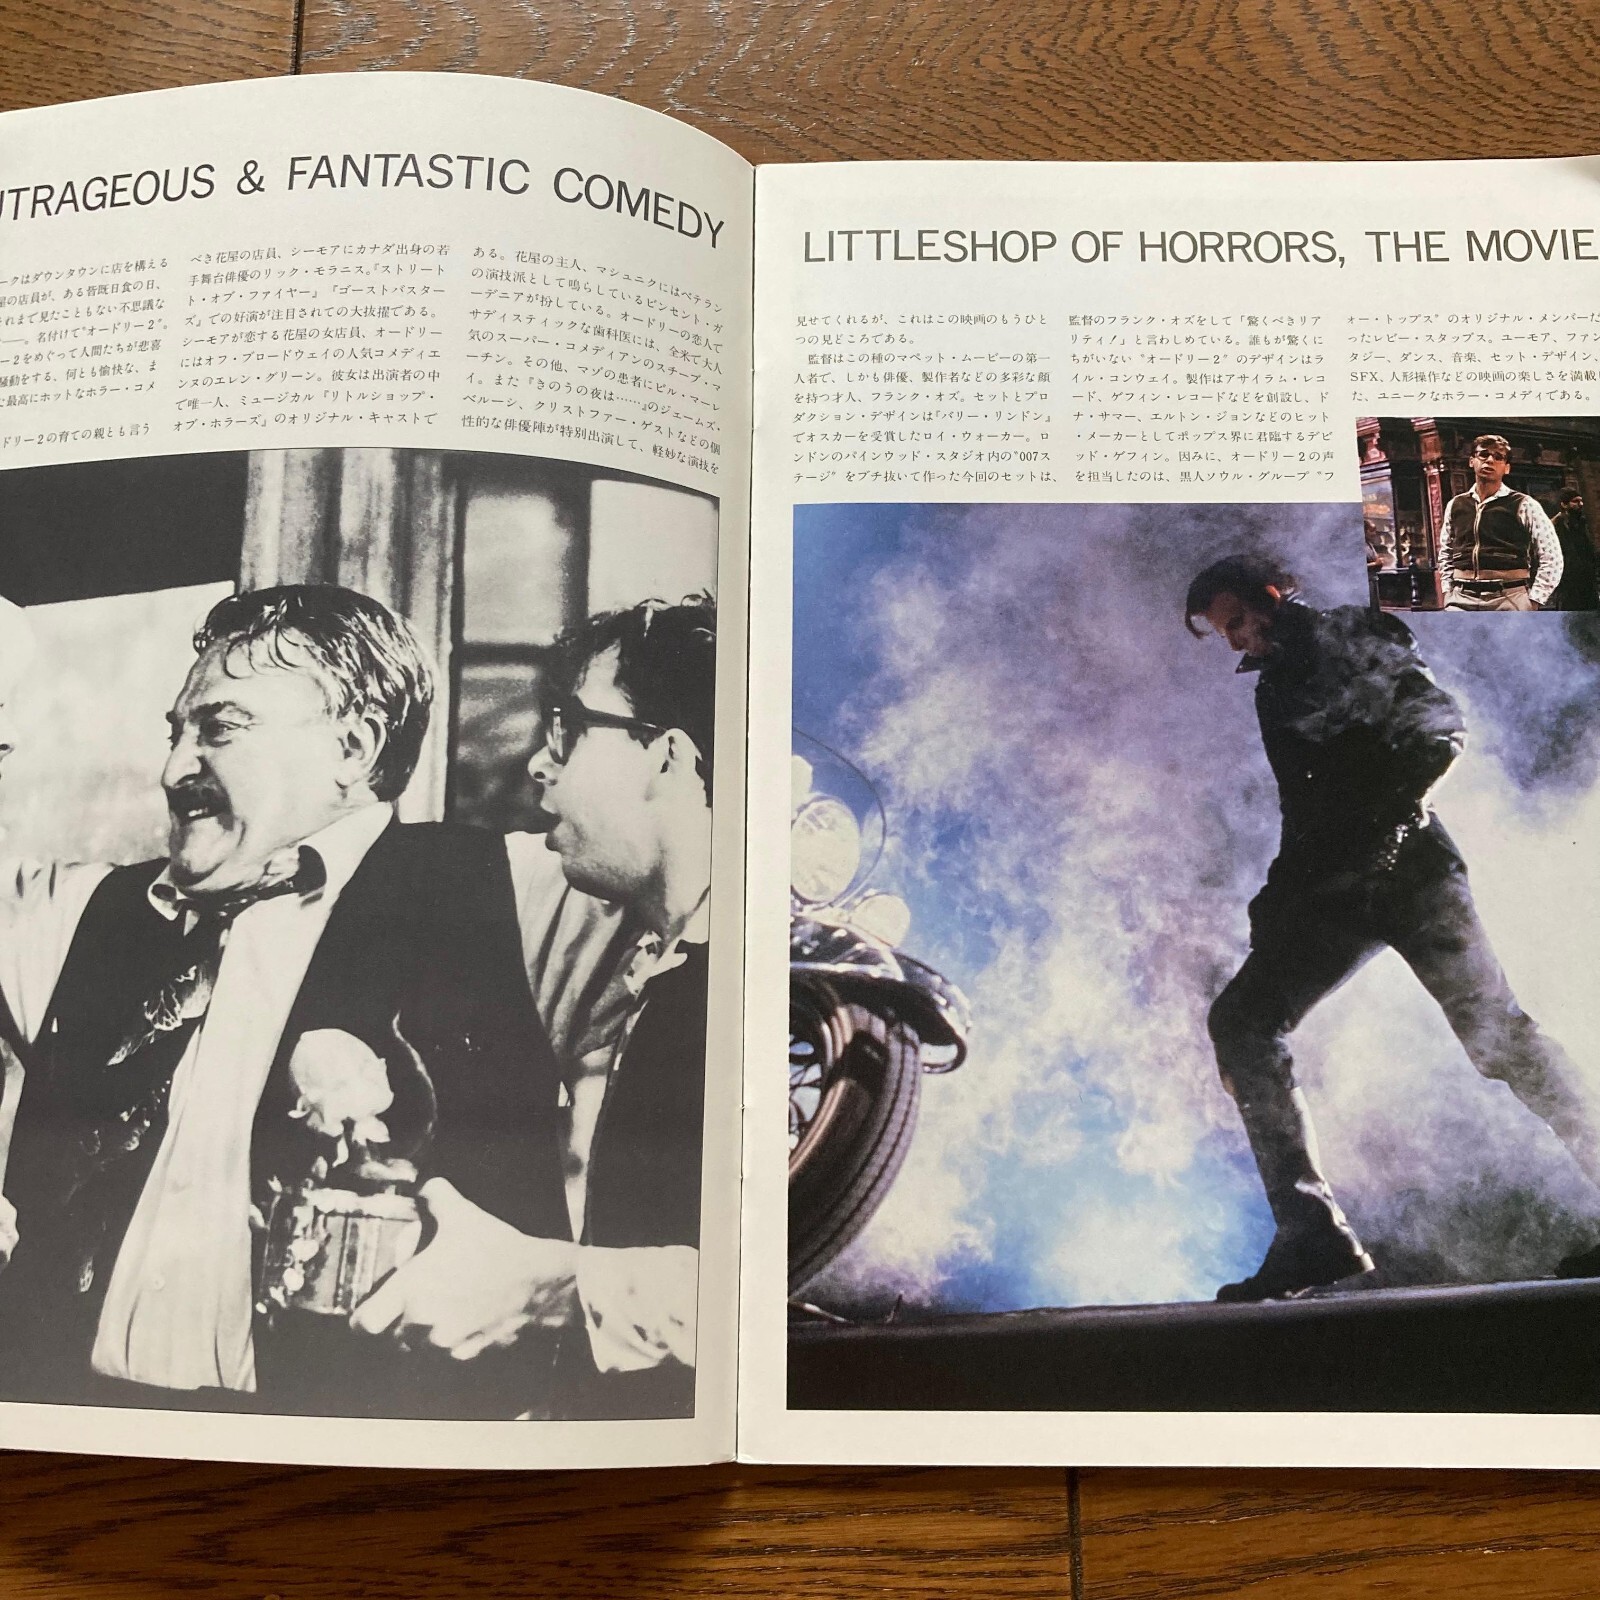 UTRAGEOUS & FANTASTIC COMEDY
ークはダウンタウンに店を構える
屋の店員が、ある皆既日食の日、
れまで見たこともない不思議な
──。名付けて"オードリー2"。
ー2をめぐって人間たちが悲喜
騒動をする、何とも愉快な、ま
最高にホットなホラー・コメ
ドリー2の育ての親とも言う
べき花屋の店員、シーモアにカナダ出身の若
手舞台俳優のリック・モラニス。『ストリート
ト・オブ・ファイヤー』『ゴーストバスター
ズ』での好演が注目されての大抜擢である。
シーモアが恋する花屋の女店員、オードリー
にはオフ・ブロードウェイの人気コメディエ
ンヌのエレン・グリーン。彼女は出演者の中
で唯一人、ミュージカル『リトルショップ・
オブ・ホラーズ』のオリジナル・キャストで
ある。花屋の主人、マシュニクにはベテラン
の演技派として鳴らしているビンセント・ガ
ーデニアが扮している。オードリーの恋人で
サディスティックな歯科医には、全米で大人
気のスーパー・コメディアンのスチーブ・マ
ーチン。その他、マゾの患者にビル・マーレ
イ。また『きのうの夜は……』のジェームズ・
ベルーシ、クリストファー・ゲストなどの個
性的な俳優陣が特別出演して、軽妙な演技を
LITTLESHOP OF HORRORS, THE MOVIE
見せてくれるが、これはこの映画のもうひと
つの見どころである。
監督はこの種のマペット・ムービーの第一
人者で、しかも俳優、製作者などの多彩な顔
を持つ才人、フランク・オズ。セットとプロ
ダクション・デザインは『バリー・リンドン』
でオスカーを受賞したロイ・ウォーカー。ロ
ンドンのパインウッド・スタジオ内の"007ス
テージ"をブチ抜いて作った今回のセットは、
監督のフランク・オズをして「驚くべきリア
リティ!」と言わしめている。誰もが驚くに
ちがいない"オードリー2"のデザインはラ
イル・コンウェイ。製作はアサイラム・レコ
ード、ゲフィン・レコードなどを創設し、ド
ナ・サマー、エルトン・ジョンなどのヒット
・メーカーとしてポップス界に君臨するデビ
ッド・ゲフィン。因みに、オードリー2の声
を担当したのは、黒人ソウル・グループ"フ
ォー・トップス"のオリジナル・メンバーだ
ったレビー・スタッブス。ユーモア、ファン
タジー、ダンス、音楽、セット・デザイン、
SFX、人形操作などの映画の楽しさを満載し
た、ユニークなホラー・コメディである。